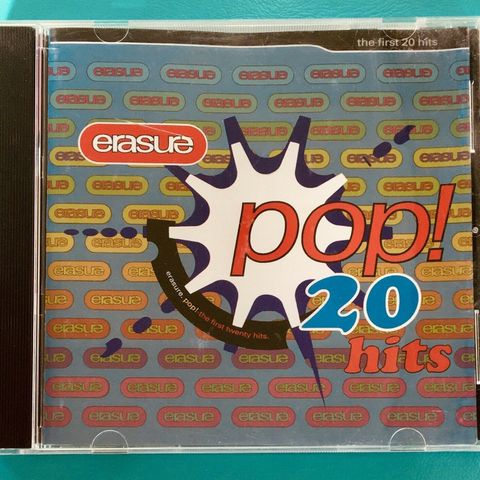 the first 20 hits
erasure
pop!
20
hits
erasure. pop! the first twenty hits.